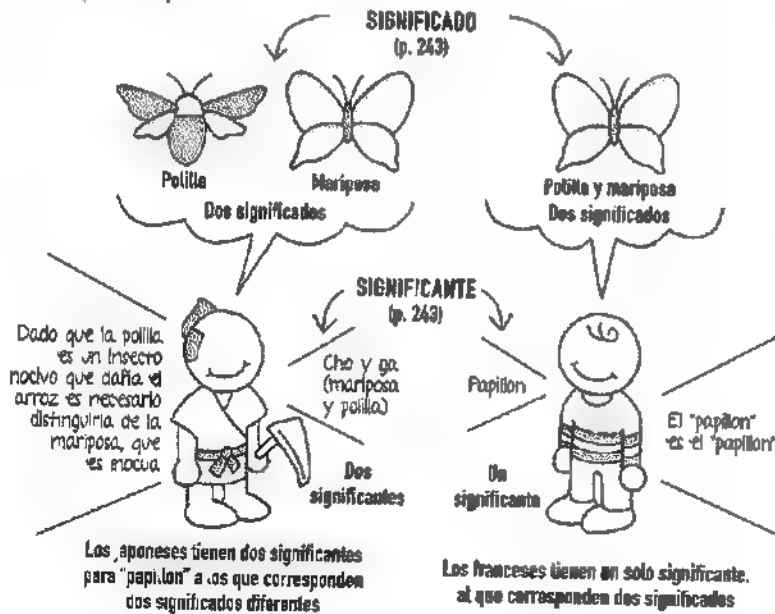 SIGNIFICADO
(p. 243)
Polilla
Mariposa
Dos significados
Polilla y mariposa
Dos significados
SIGNIFICANTE
(p. 243)
Dado que la polilla
es un insecto
nocivo que daña el
arroz es necesario
distinguirla de la
mariposa, que
es inocua
Cho y ga
(mariposa
y polilla)
Dos
significantes
Papillon
Un
significante
El "papillon"
es el "papillon"
Los japoneses tienen dos significantes
para "papillon" a los que corresponden
dos significados diferentes
Los franceses tienen un solo significante,
al que corresponden dos significados